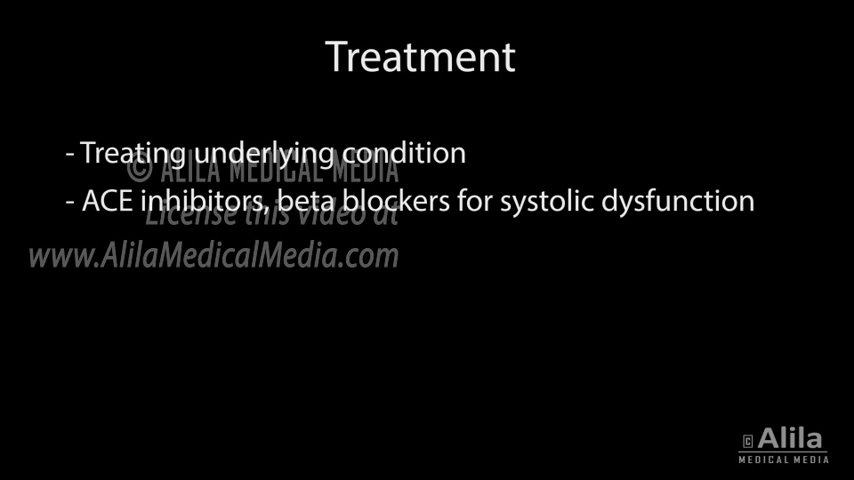 Treatment
- Treating underlying condition
© ALILA MEDICAL MEDIA
- ACE inhibitors, beta blockers for systolic dysfunction
License this video at
www.AlilaMedicalMedia.com
© Alila
MEDICAL MEDIA